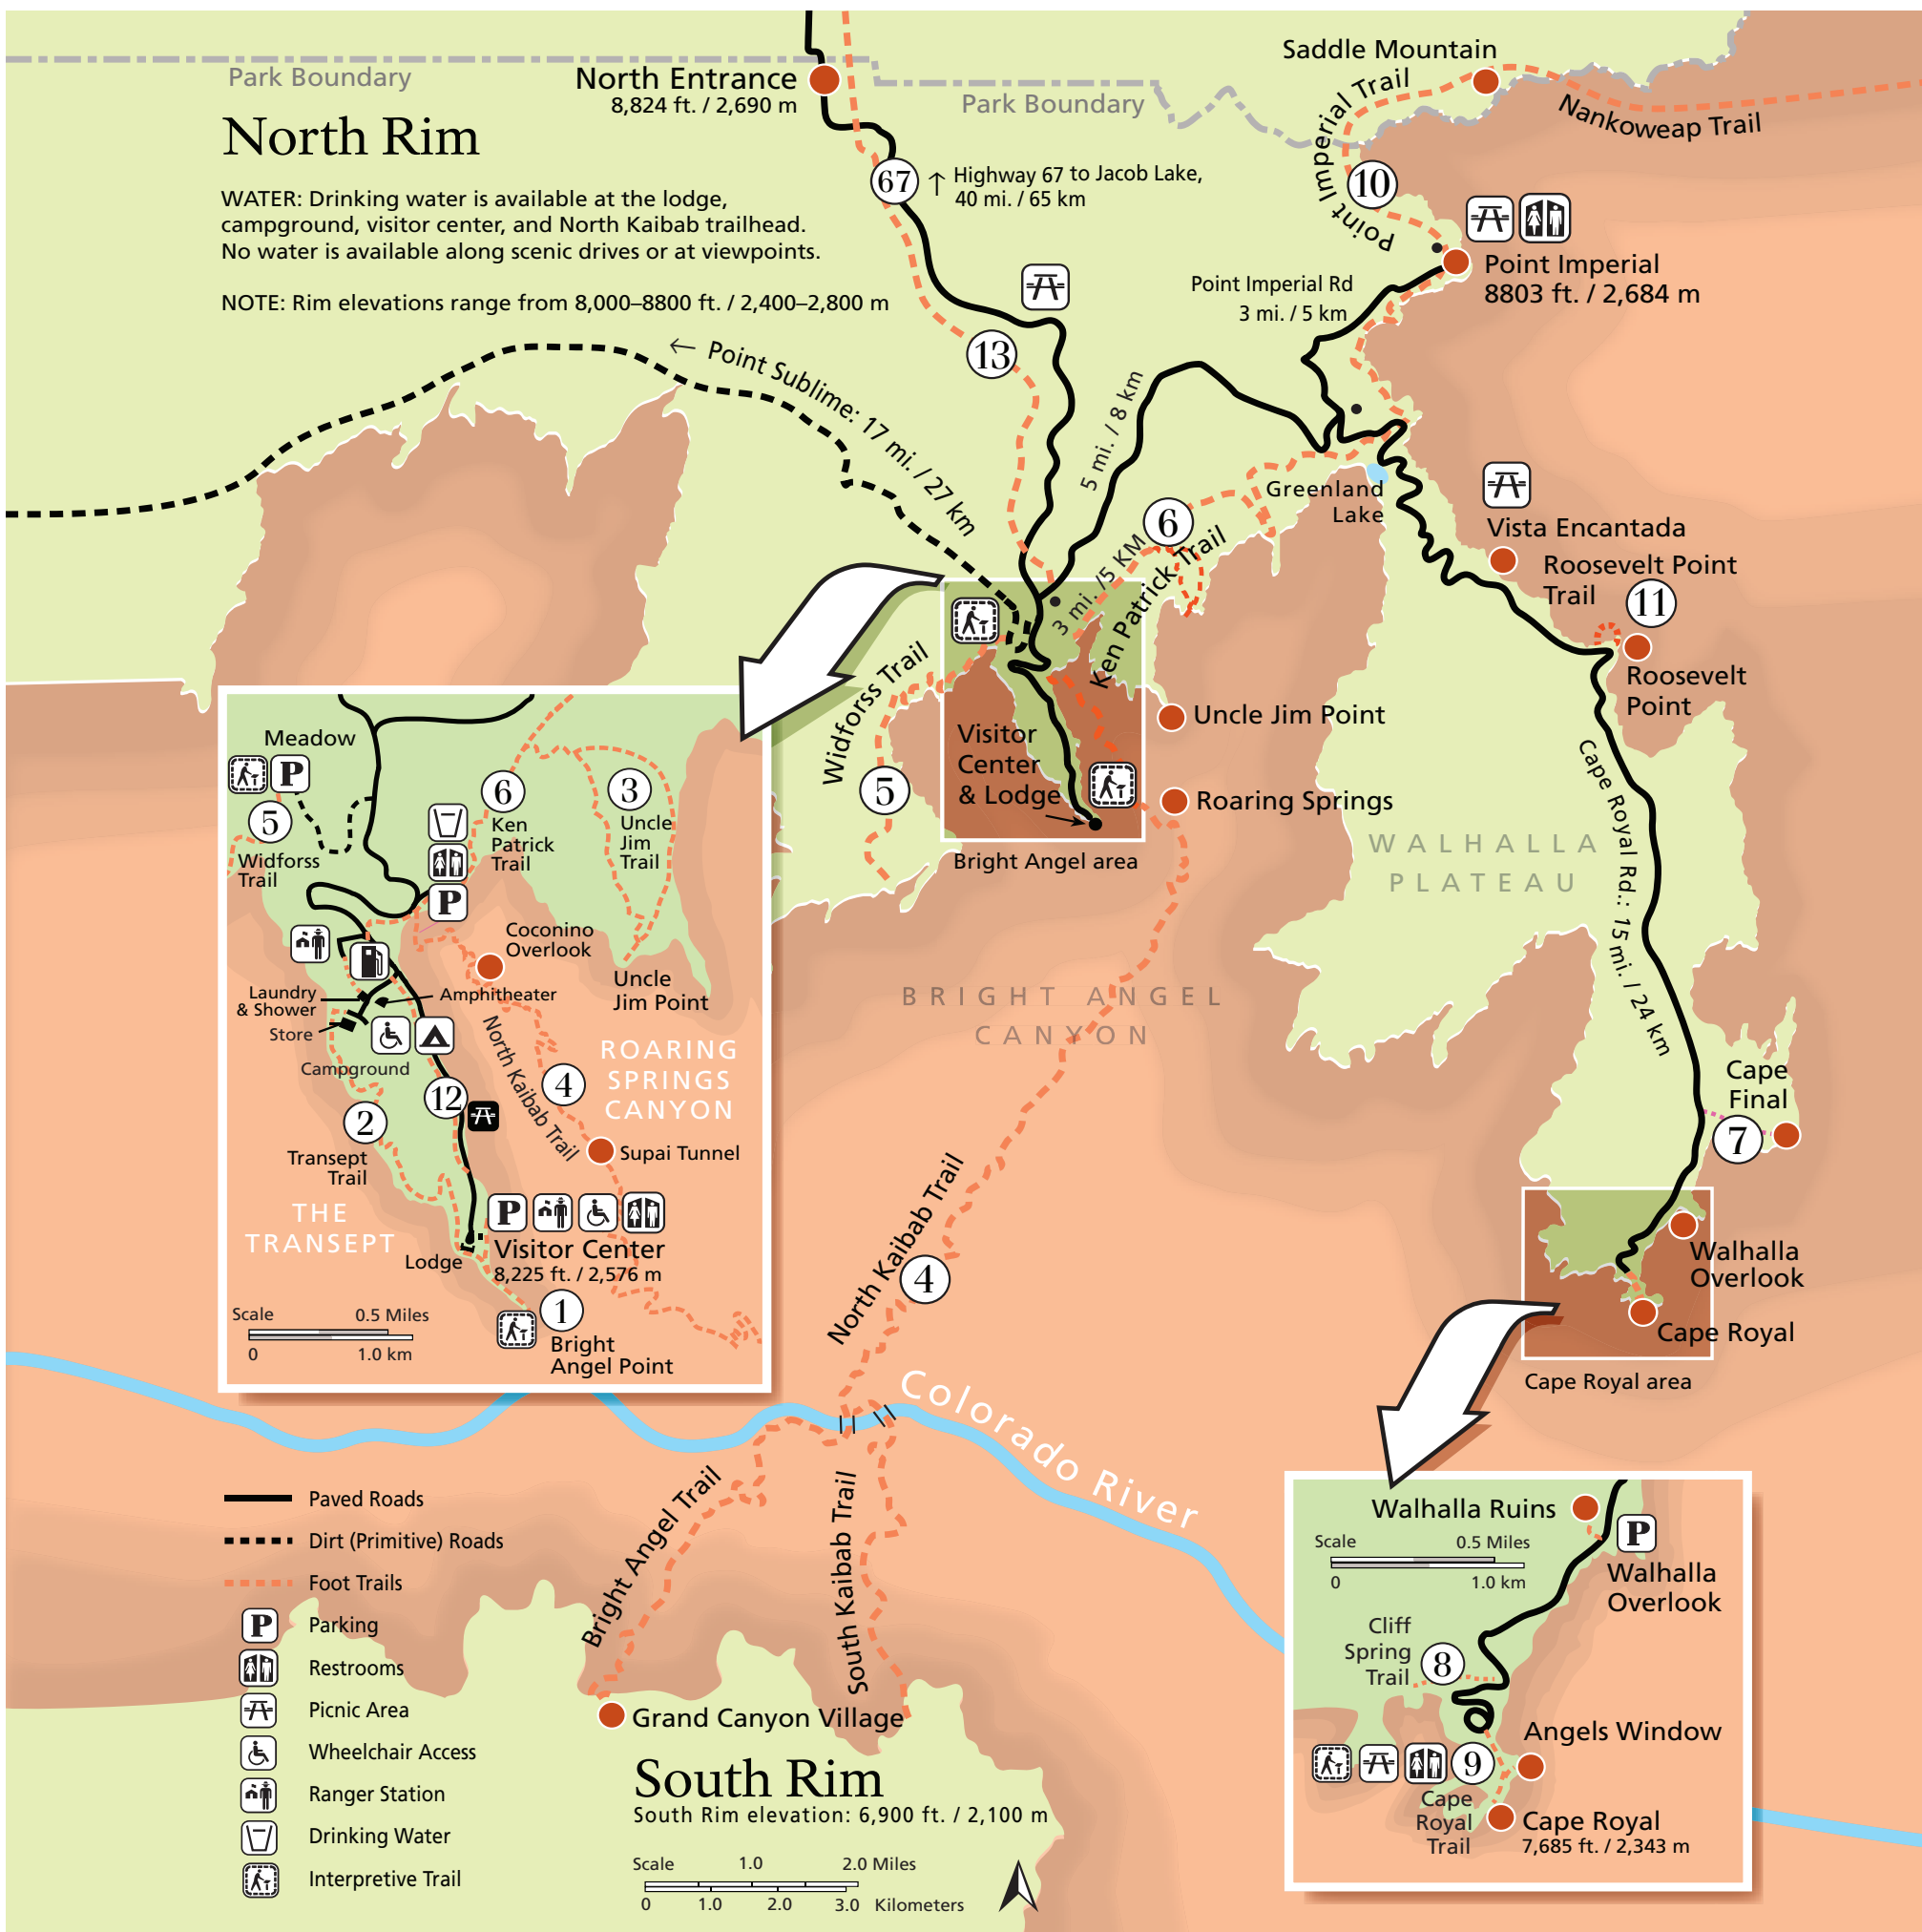 Park Boundary
North Entrance
8,824 ft. / 2,690 m
Park Boundary
Saddle Mountain
Point Imperial Trail
Nankoweap Trail
North Rim
WATER: Drinking water is available at the lodge,
campground, visitor center, and North Kaibab trailhead.
No water is available along scenic drives or at viewpoints.
NOTE: Rim elevations range from 8,000–8800 ft. / 2,400–2,800 m
67
↑ Highway 67 to Jacob Lake,
40 mi. / 65 km
10
Point Imperial
8803 ft. / 2,684 m
Point Imperial Rd
3 mi. / 5 km
13
← Point Sublime: 17 mi. / 27 km
5 mi. / 8 km
6
3 mi. /5 KM
Ken Patrick Trail
Greenland
Lake
Vista Encantada
Roosevelt Point
Trail
11
Roosevelt
Point
Widforss Trail
5
Visitor
Center
& Lodge
Bright Angel area
Uncle Jim Point
Roaring Springs
WALHALLA
PLATEAU
Cape Royal Rd.: 15 mi. / 24 km
BRIGHT ANGEL
CANYON
Cape
Final
7
Walhalla
Overlook
Cape Royal
Cape Royal area
North Kaibab Trail
4
Colorado River
Bright Angel Trail
South Kaibab Trail
Grand Canyon Village
South Rim
South Rim elevation: 6,900 ft. / 2,100 m
Scale 1.0 2.0 Miles
0 1.0 2.0 3.0 Kilometers
Meadow
P
5
Widforss
Trail
6
Ken
Patrick
Trail
3
Uncle
Jim
Trail
P
Coconino
Overlook
Uncle
Jim Point
Laundry
& Shower
Amphitheater
Store
Campground
North Kaibab Trail
4
ROARING
SPRINGS
CANYON
12
2
Transept
Trail
Supai Tunnel
THE
TRANSEPT
P
Visitor Center
8,225 ft. / 2,576 m
Lodge
1
Bright
Angel Point
Scale 0.5 Miles
0 1.0 km
Paved Roads
Dirt (Primitive) Roads
Foot Trails
P Parking
Restrooms
Picnic Area
Wheelchair Access
Ranger Station
Drinking Water
Interpretive Trail
Walhalla Ruins
P
Scale 0.5 Miles
0 1.0 km
Walhalla
Overlook
Cliff
Spring
Trail
8
Angels Window
9
Cape
Royal
Trail
Cape Royal
7,685 ft. / 2,343 m